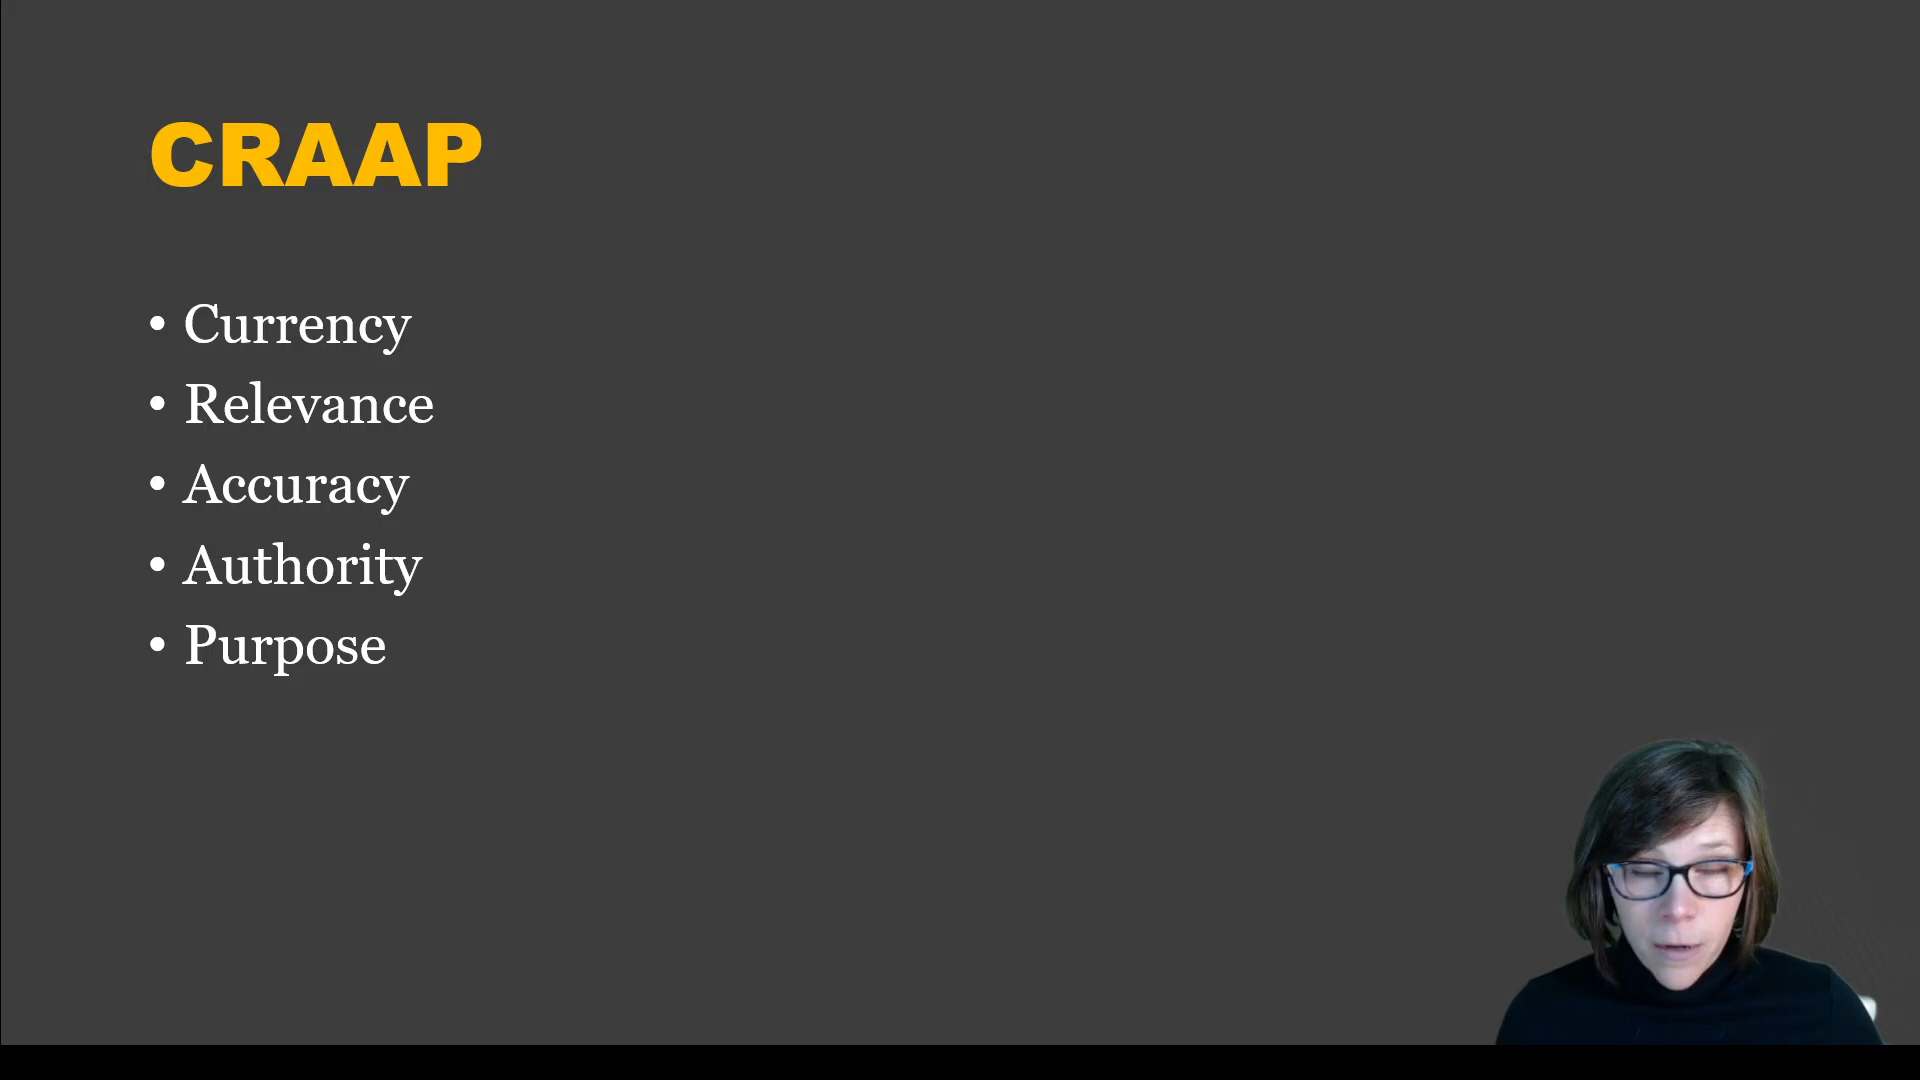 CRAAP
• Currency
• Relevance
• Accuracy
• Authority
• Purpose